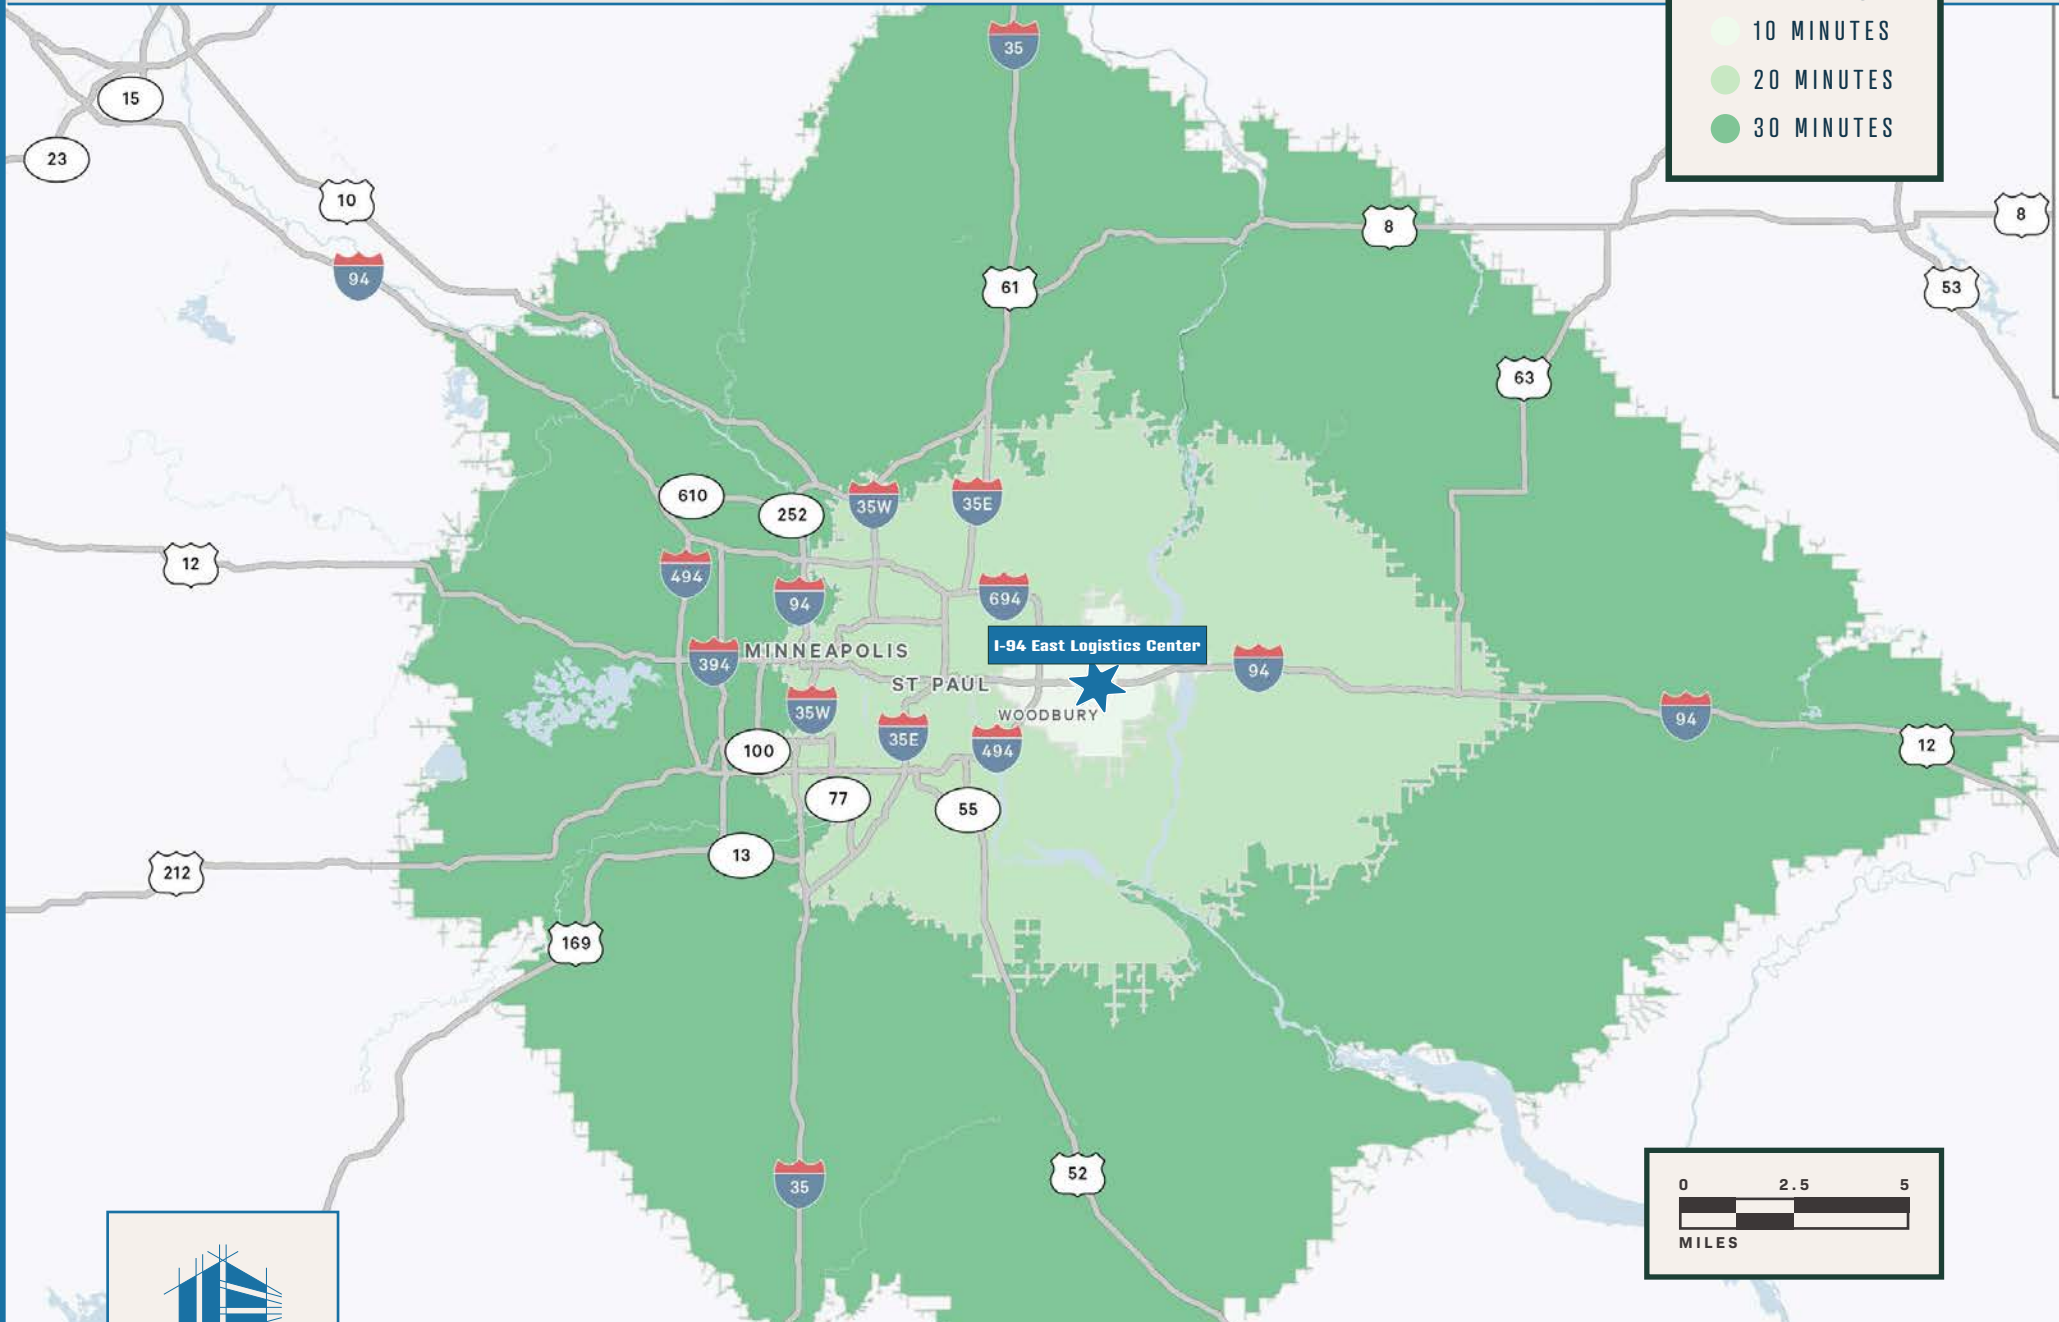 35
10 MINUTES
20 MINUTES
30 MINUTES
15
23
10
8
8
94
61
53
63
610
252
35W
35E
12
494
94
694
I-94 East Logistics Center
MINNEAPOLIS
394
94
ST PAUL
35W
WOODBURY
94
35E
494
100
12
77
55
13
212
169
52
35
0 2.5 5
MILES